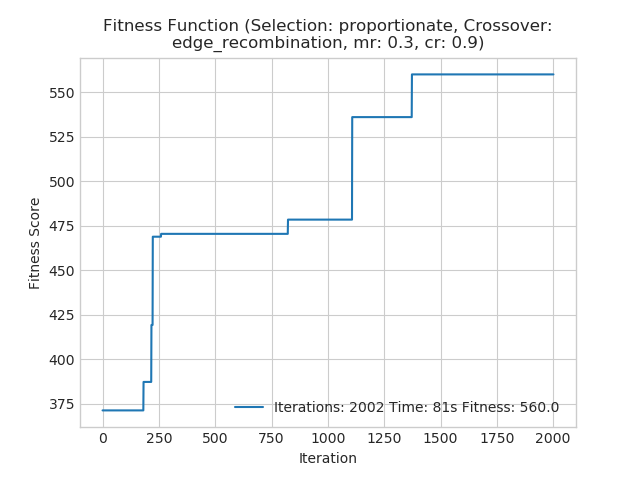 Fitness Function (Selection: proportionate, Crossover:
edge_recombination, mr: 0.3, cr: 0.9)
Fitness Score
550
525
500
475
450
425
400
375
Iterations: 2002 Time: 81s Fitness: 560.0
0 250 500 750 1000 1250 1500 1750 2000
Iteration